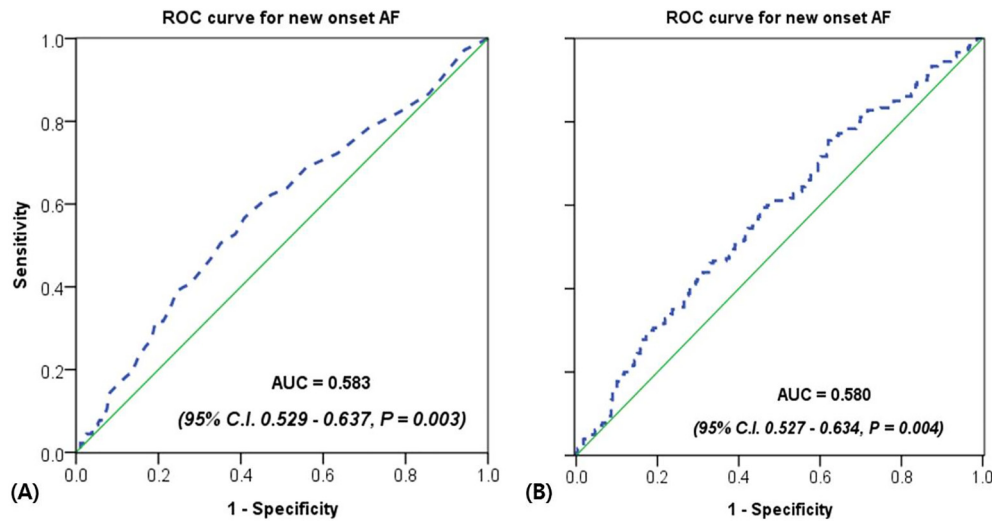 ROC curve for new onset AF
1.0
0.8
0.6
0.4
0.2
0.0
Sensitivity
AUC = 0.583
(95% C.I. 0.529 - 0.637, P = 0.003)
0.0 0.2 0.4 0.6 0.8 1.0
1 - Specificity
(A)
ROC curve for new onset AF
AUC = 0.580
(95% C.I. 0.527 - 0.634, P = 0.004)
0.0 0.2 0.4 0.6 0.8 1.0
1 - Specificity
(B)